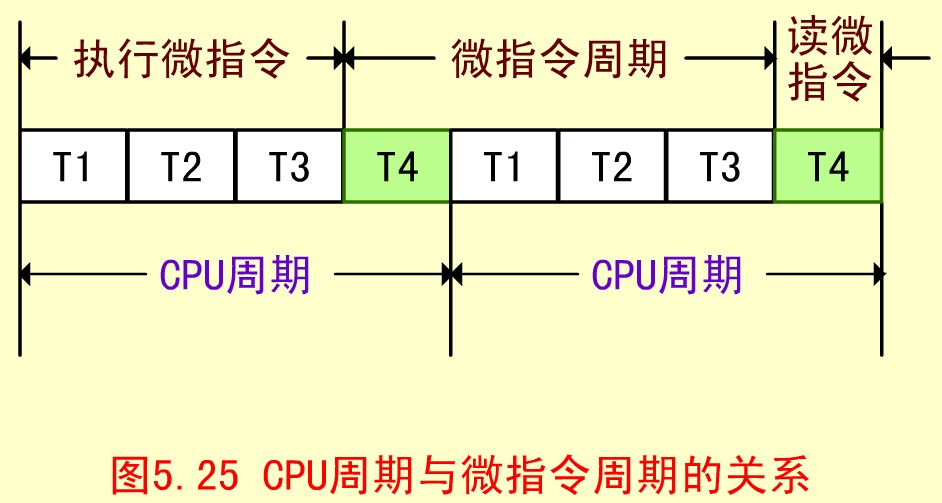 执行微指令 微指令周期 读微
指令
T1 T2 T3 T4 T1 T2 T3 T4
CPU周期 CPU周期
图5.25 CPU周期与微指令周期的关系